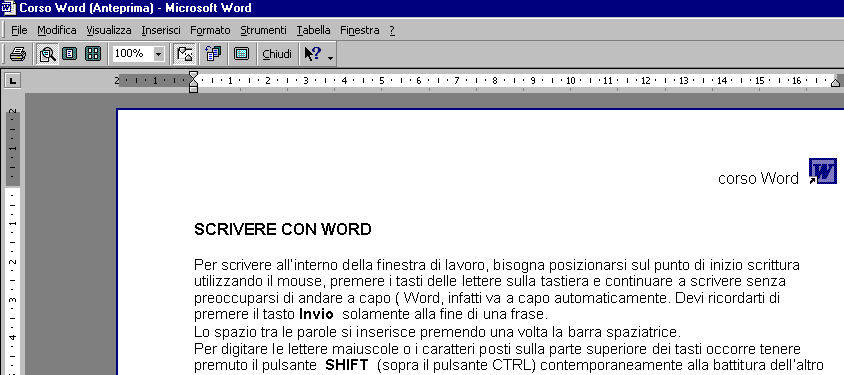 Corso Word (Anteprima) - Microsoft Word
File Modifica Visualizza Inserisci Formato Strumenti Tabella Finestra ?
100% Chiudi
2 1 1 2 3 4 5 6 7 8 9 10 11 12 13 14 15 16
2
1
1
2
3
4
corso Word W
SCRIVERE CON WORD
Per scrivere all'interno della finestra di lavoro, bisogna posizionarsi sul punto di inizio scrittura
utilizzando il mouse, premere i tasti delle lettere sulla tastiera e continuare a scrivere senza
preoccuparsi di andare a capo ( Word, infatti va a capo automaticamente. Devi ricordarti di
premere il tasto Invio solamente alla fine di una frase.
Lo spazio tra le parole si inserisce premendo una volta la barra spaziatrice.
Per digitare le lettere maiuscole o i caratteri posti sulla parte superiore dei tasti occorre tenere
premuto il pulsante SHIFT (sopra il pulsante CTRL) contemporaneamente alla battitura dell'altro